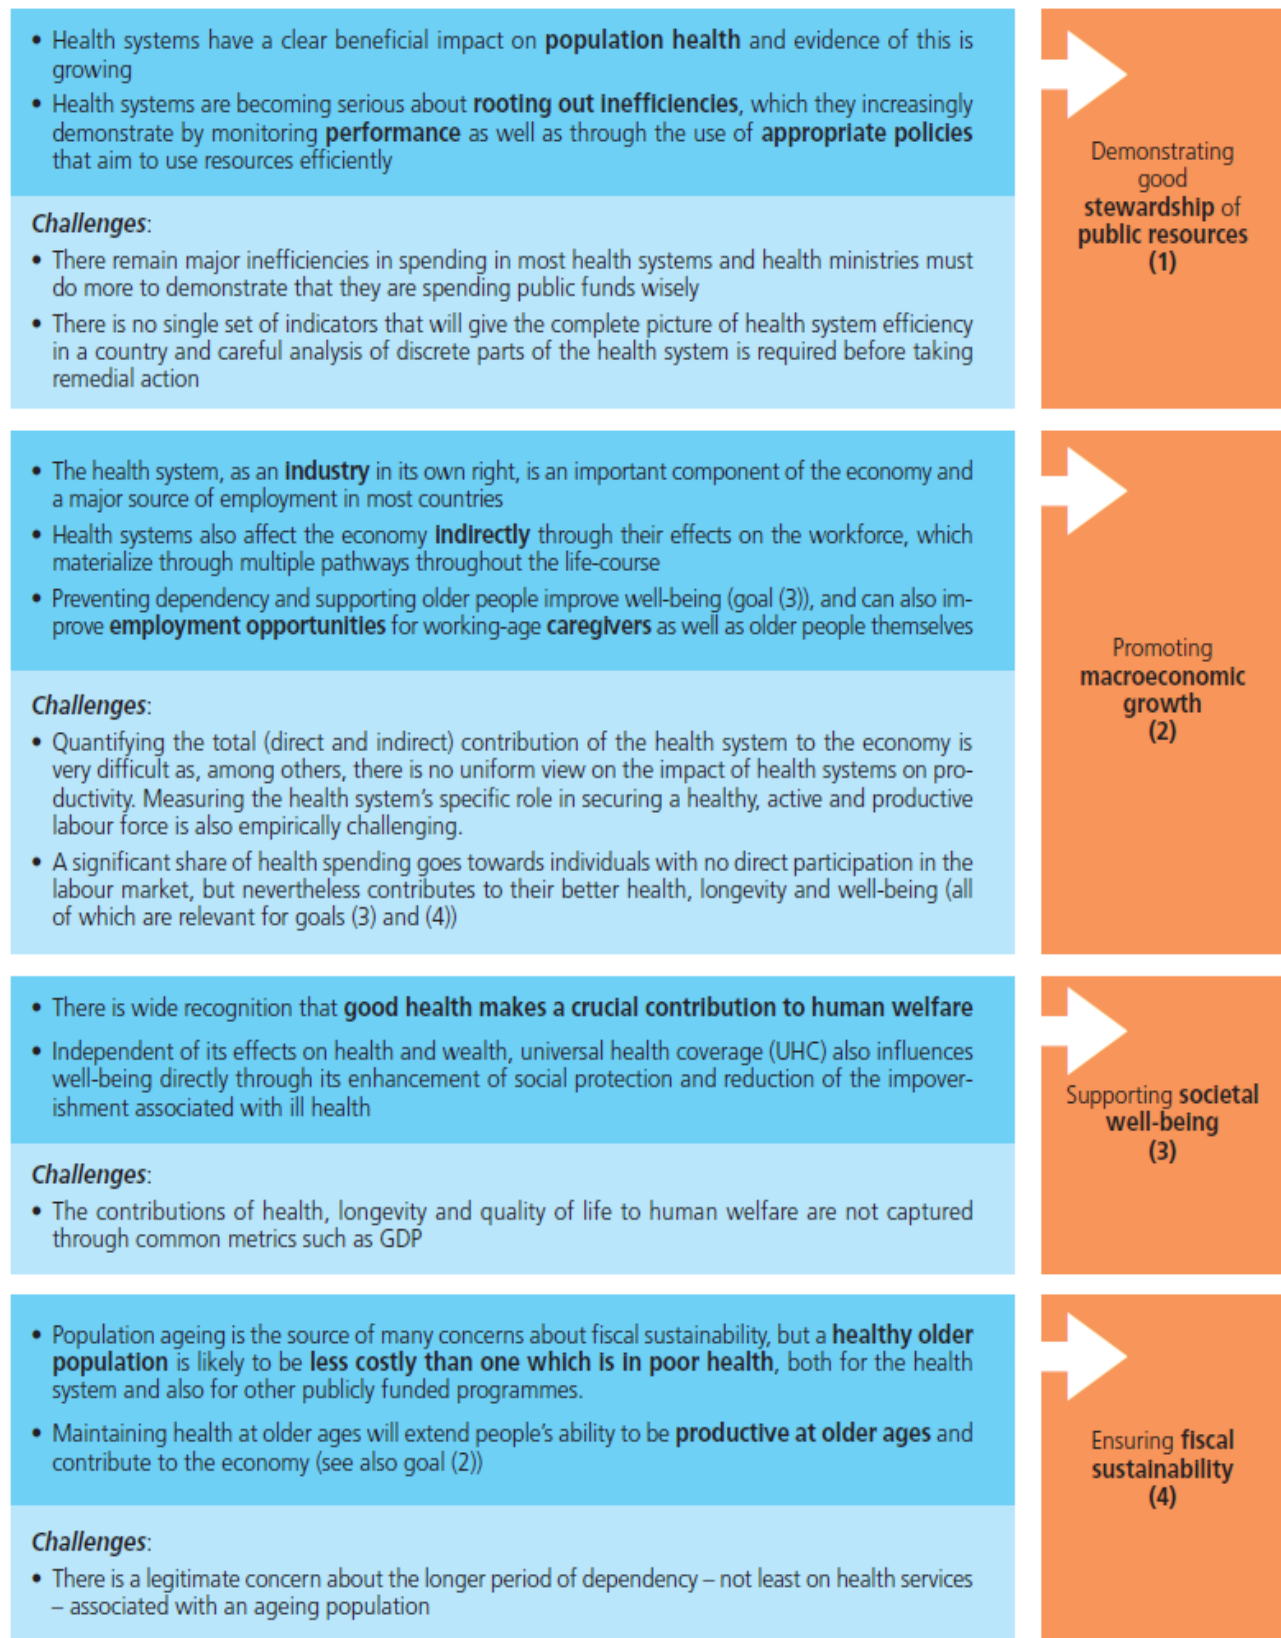 • Health systems have a clear beneficial impact on population health and evidence of this is
growing
• Health systems are becoming serious about rooting out inefficiencies, which they increasingly
demonstrate by monitoring performance as well as through the use of appropriate policies
that aim to use resources efficiently
Challenges:
• There remain major inefficiencies in spending in most health systems and health ministries must
do more to demonstrate that they are spending public funds wisely
• There is no single set of indicators that will give the complete picture of health system efficiency
in a country and careful analysis of discrete parts of the health system is required before taking
remedial action
Demonstrating
good
stewardship of
public resources
(1)
• The health system, as an industry in its own right, is an important component of the economy and
a major source of employment in most countries
• Health systems also affect the economy indirectly through their effects on the workforce, which
materialize through multiple pathways throughout the life-course
• Preventing dependency and supporting older people improve well-being (goal (3)), and can also im-
prove employment opportunities for working-age caregivers as well as older people themselves
Challenges:
• Quantifying the total (direct and indirect) contribution of the health system to the economy is
very difficult as, among others, there is no uniform view on the impact of health systems on pro-
ductivity. Measuring the health system's specific role in securing a healthy, active and productive
labour force is also empirically challenging.
• A significant share of health spending goes towards individuals with no direct participation in the
labour market, but nevertheless contributes to their better health, longevity and well-being (all
of which are relevant for goals (3) and (4))
Promoting
macroeconomic
growth
(2)
• There is wide recognition that good health makes a crucial contribution to human welfare
• Independent of its effects on health and wealth, universal health coverage (UHC) also influences
well-being directly through its enhancement of social protection and reduction of the impover-
ishment associated with ill health
Challenges:
• The contributions of health, longevity and quality of life to human welfare are not captured
through common metrics such as GDP
Supporting societal
well-being
(3)
• Population ageing is the source of many concerns about fiscal sustainability, but a healthy older
population is likely to be less costly than one which is in poor health, both for the health
system and also for other publicly funded programmes.
• Maintaining health at older ages will extend people's ability to be productive at older ages and
contribute to the economy (see also goal (2))
Challenges:
• There is a legitimate concern about the longer period of dependency – not least on health services
– associated with an ageing population
Ensuring fiscal
sustainability
(4)